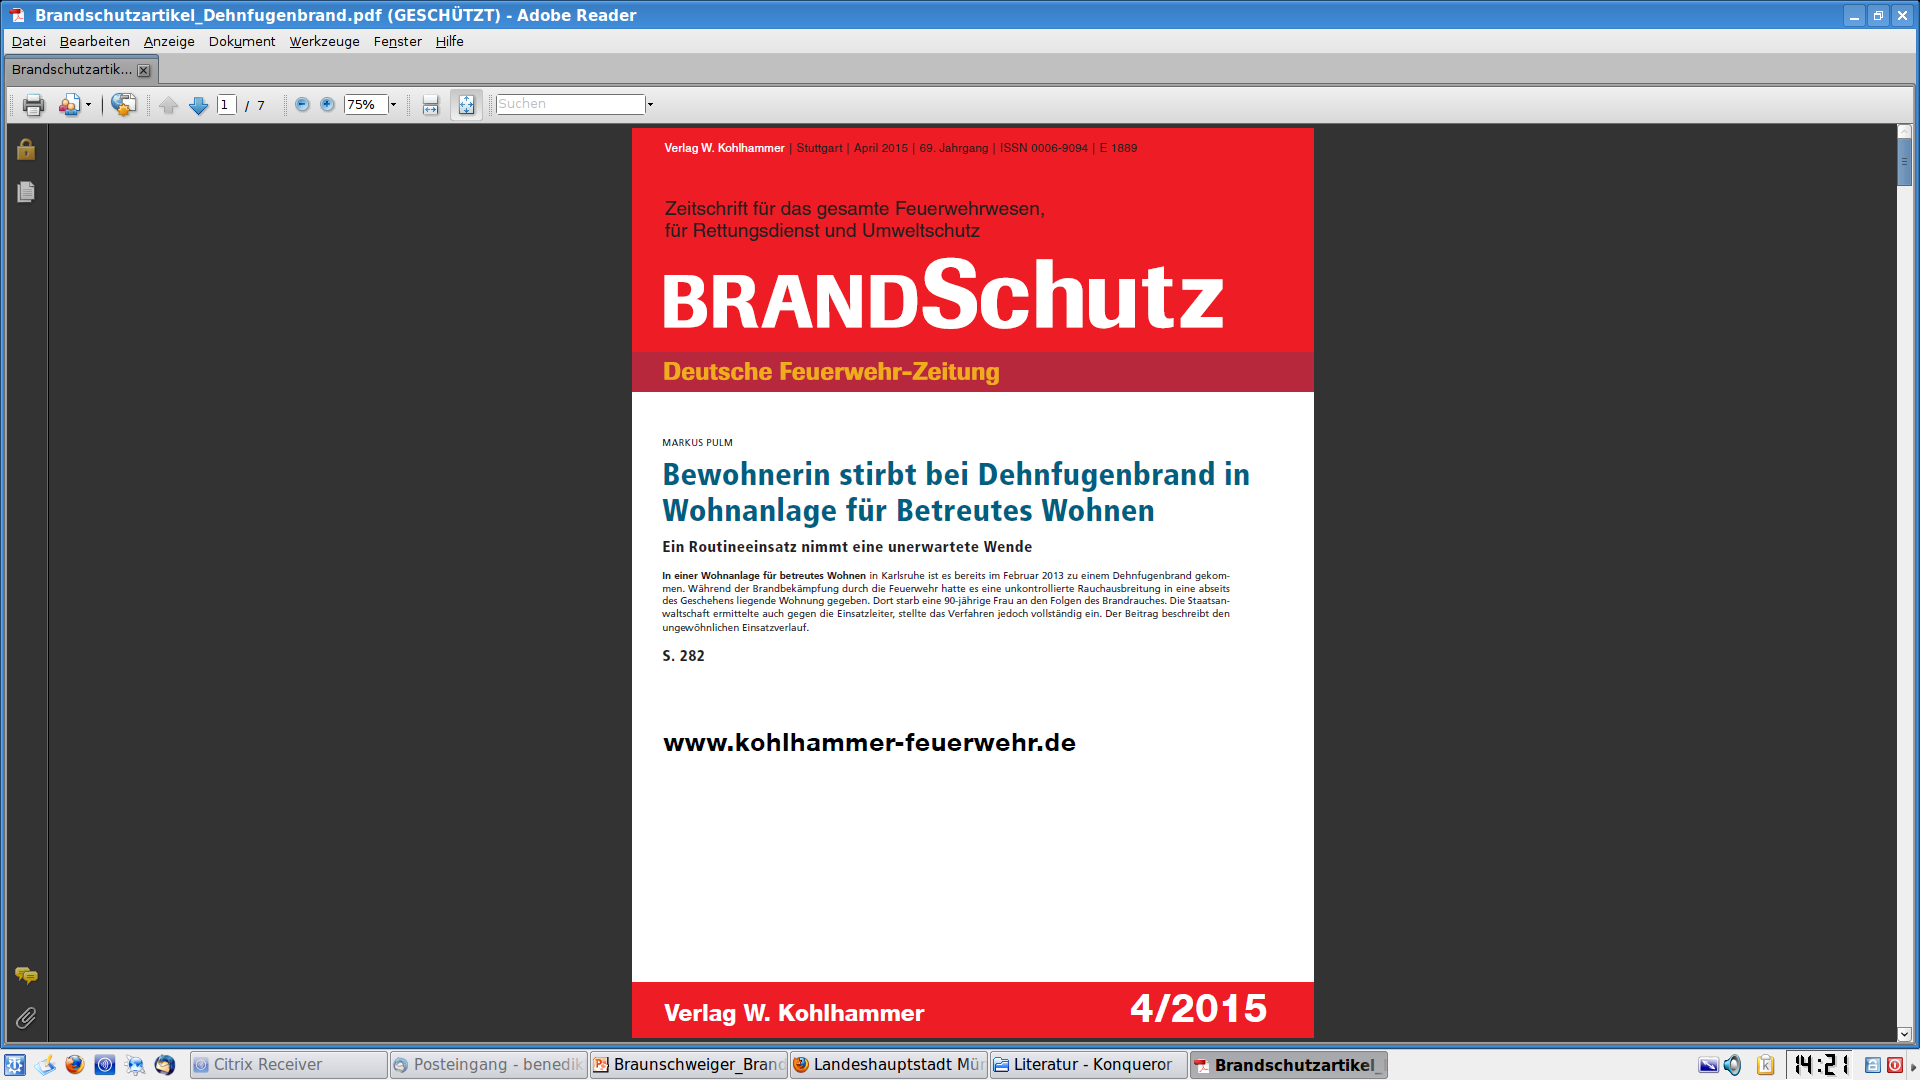 Brandschutzartikel_Dehnfugenbrand.pdf (GESCHÜTZT) - Adobe Reader
Datei Bearbeiten Anzeige Dokument Werkzeuge Fenster Hilfe
Brandschutzartik...
1 / 7 75% Suchen
Verlag W. Kohlhammer | Stuttgart | April 2015 | 69. Jahrgang | ISSN 0006-9094 | E 1889
Zeitschrift für das gesamte Feuerwehrwesen,
für Rettungsdienst und Umweltschutz
BRANDSchutz
Deutsche Feuerwehr-Zeitung
MARKUS PULM
Bewohnerin stirbt bei Dehnfugenbrand in
Wohnanlage für Betreutes Wohnen
Ein Routineeinsatz nimmt eine unerwartete Wende
In einer Wohnanlage für betreutes Wohnen in Karlsruhe ist es bereits im Februar 2013 zu einem Dehnfugenbrand gekom-
men. Während der Brandbekämpfung durch die Feuerwehr hatte es eine unkontrollierte Rauchausbreitung in eine abseits
des Geschehens liegende Wohnung gegeben. Dort starb eine 90-jährige Frau an den Folgen des Brandrauches. Die Staatsan-
waltschaft ermittelte auch gegen die Einsatzleiter, stellte das Verfahren jedoch vollständig ein. Der Beitrag beschreibt den
ungewöhnlichen Einsatzverlauf.
S. 282
www.kohlhammer-feuerwehr.de
Verlag W. Kohlhammer 4/2015
Citrix Receiver Posteingang - benedik Braunschweiger_Brand Landeshauptstadt Mün Literatur - Konqueror Brandschutzartikel_ 14:21